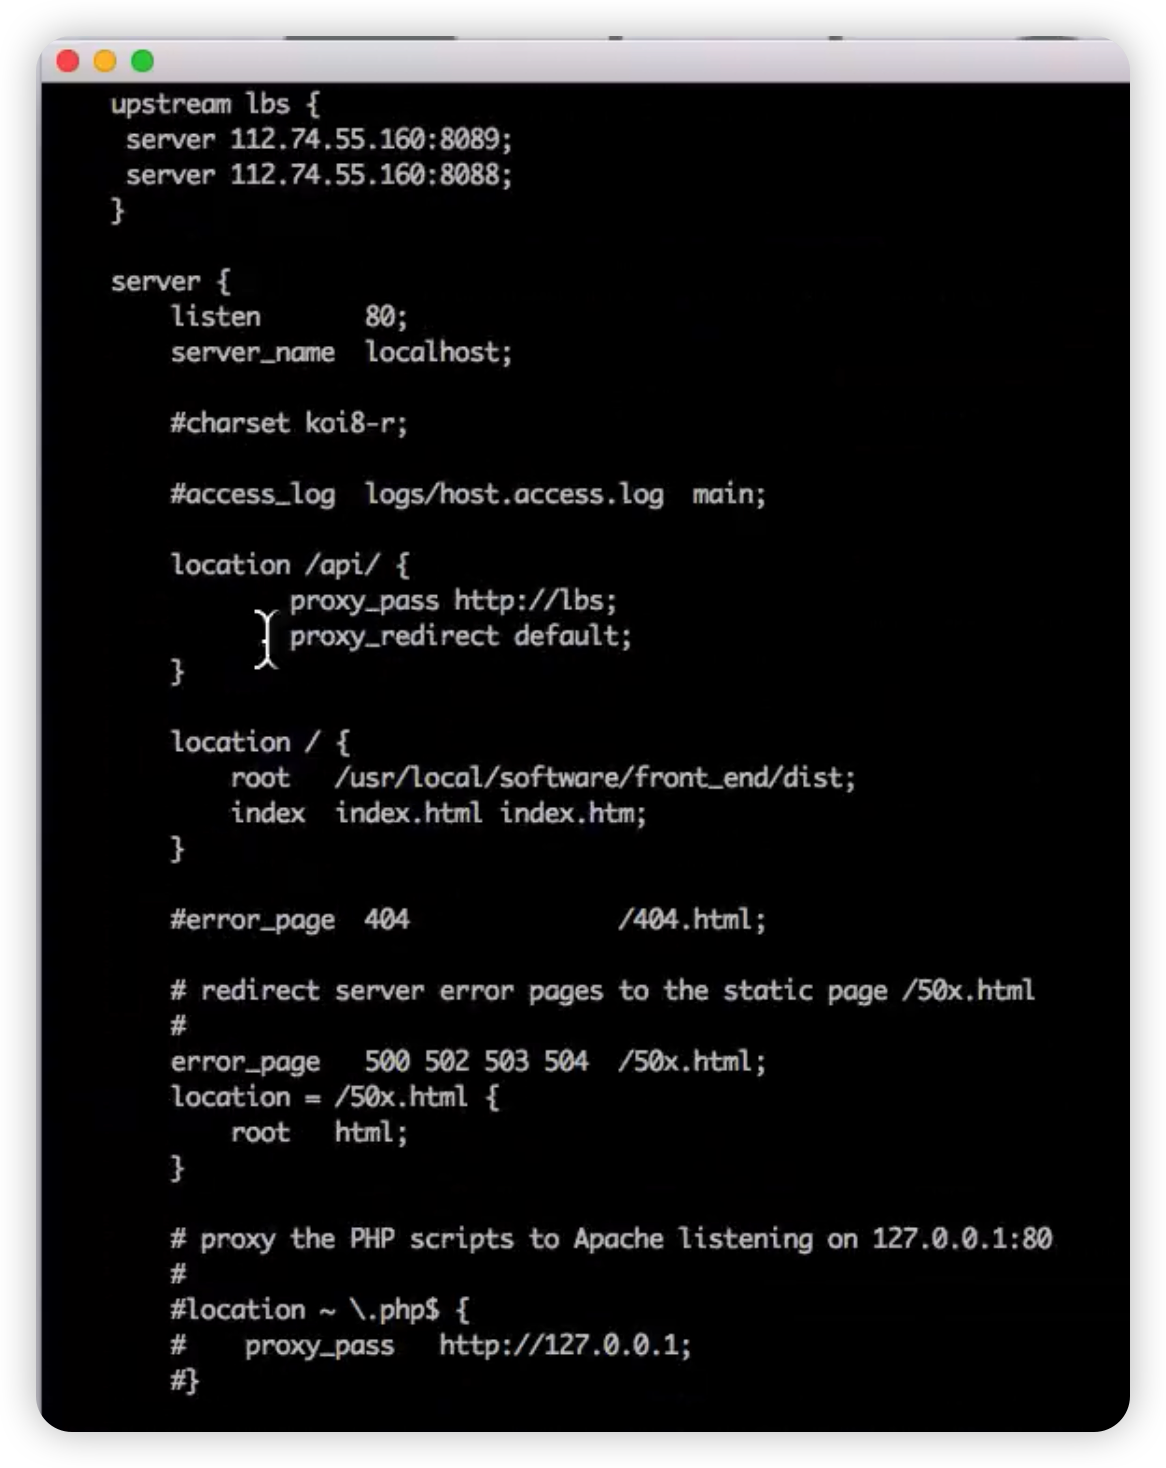 upstream lbs {
server 112.74.55.160:8089;
server 112.74.55.160:8088;
}
server {
listen 80;
server_name localhost;
#charset koi8-r;
#access_log logs/host.access.log main;
location /api/ {
proxy_pass http://lbs;
proxy_redirect default;
}
location / {
root /usr/local/software/front_end/dist;
index index.html index.htm;
}
#error_page 404 /404.html;
# redirect server error pages to the static page /50x.html
#
error_page 500 502 503 504 /50x.html;
location = /50x.html {
root html;
}
# proxy the PHP scripts to Apache listening on 127.0.0.1:80
#
#location ~ \.php$ {
# proxy_pass http://127.0.0.1;
#}